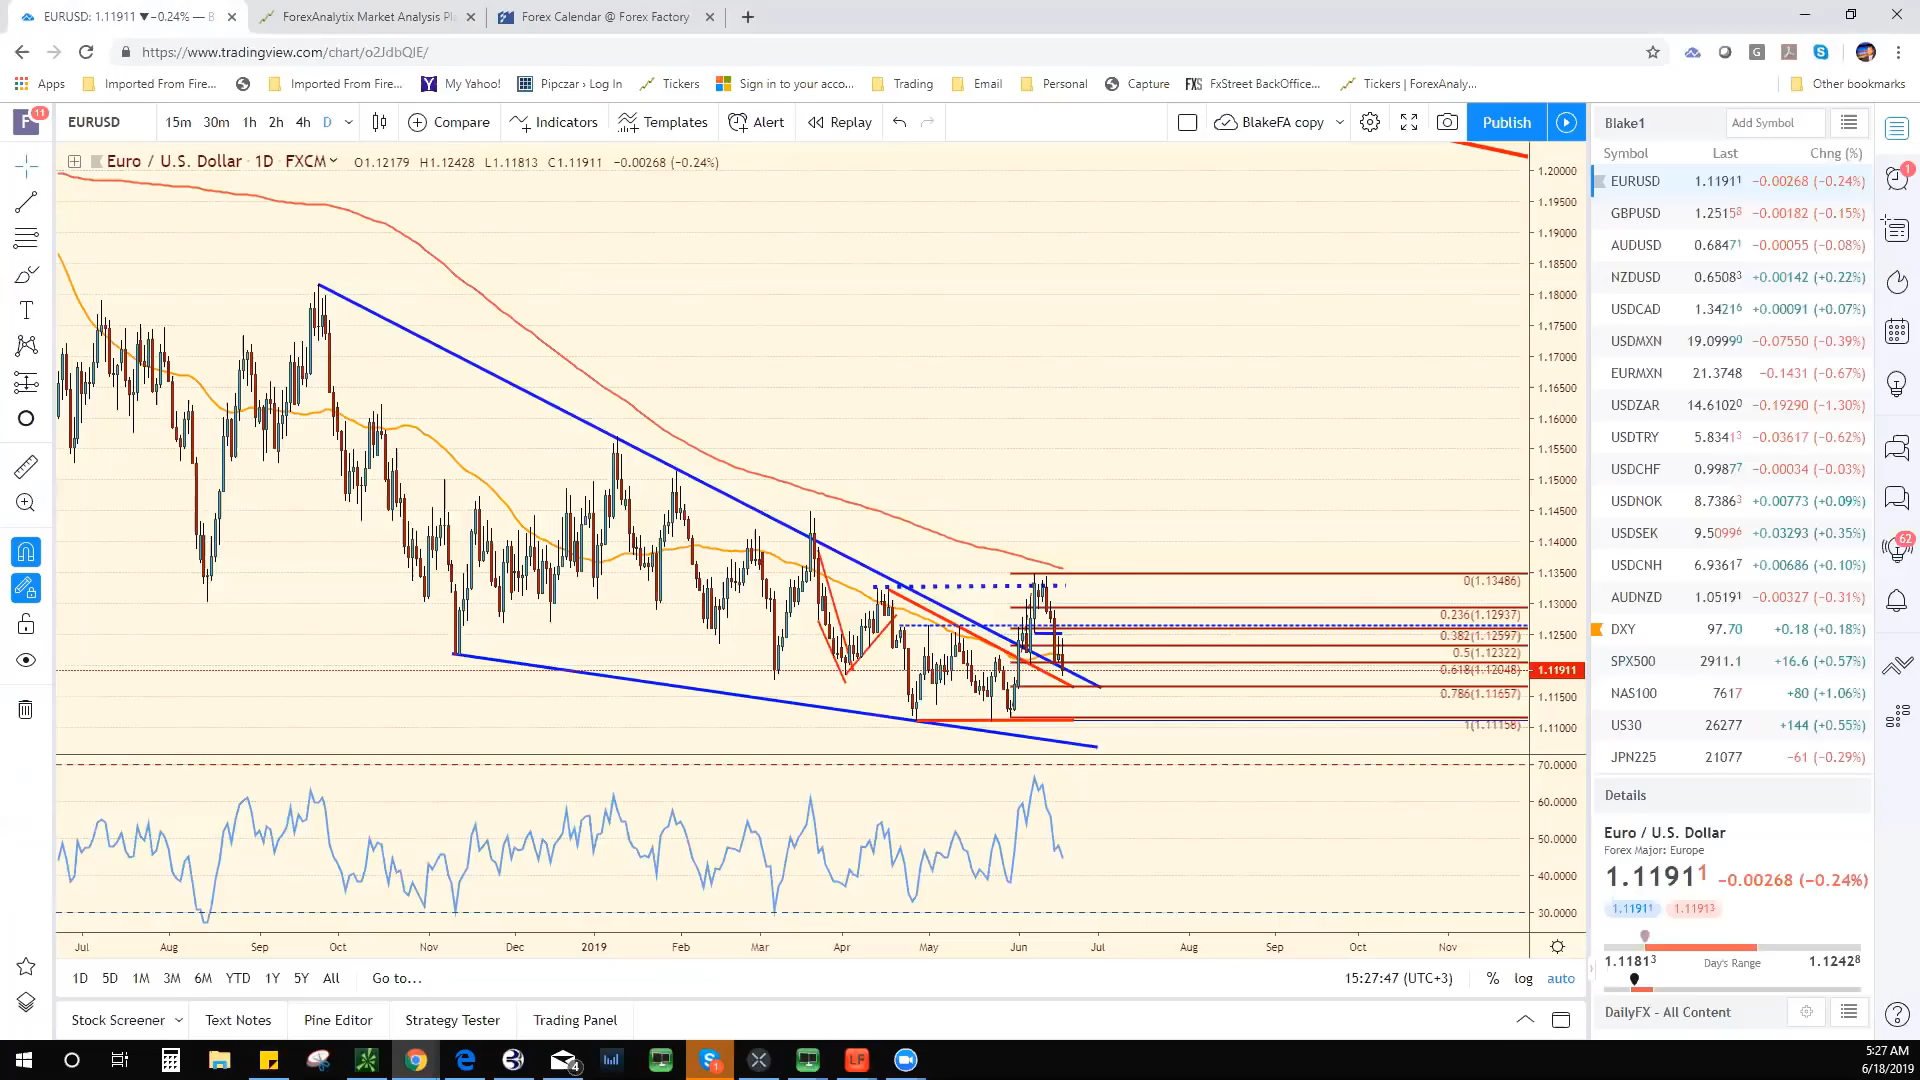 EURUSD: 1.11911 ▼−0.24% — B
ForexAnalytix Market Analysis Pl
Forex Calendar @ Forex Factory
https://www.tradingview.com/chart/o2JdbQIE/
Apps
Imported From Fire...
Imported From Fire...
My Yahoo!
Pipczar › Log In
Tickers
Sign in to your acco...
Trading
Email
Personal
Capture
FXS FxStreet BackOffice...
Tickers | ForexAnaly...
Other bookmarks
F 11
EURUSD
15m 30m 1h 2h 4h D
Compare
Indicators
Templates
Alert
Replay
BlakeFA copy
Publish
Blake1
Add Symbol
Euro / U.S. Dollar · 1D · FXCM
O1.12179 H1.12428 L1.11813 C1.11911 −0.00268 (−0.24%)
1.20000
1.19500
1.19000
1.18500
1.18000
1.17500
1.17000
1.16500
1.16000
1.15500
1.15000
1.14500
1.14000
1.13500
1.13000
1.12500
1.11911
1.11500
1.11000
0(1.13486)
0.236(1.12937)
0.382(1.12597)
0.5(1.12322)
0.618(1.12048)
0.786(1.11657)
1(1.11158)
70.0000
60.0000
50.0000
40.0000
30.0000
Jul Aug Sep Oct Nov Dec 2019 Feb Mar Apr May Jun Jul Aug Sep Oct Nov
1D 5D 1M 3M 6M YTD 1Y 5Y All Go to...
15:27:47 (UTC+3) % log auto
Stock Screener
Text Notes
Pine Editor
Strategy Tester
Trading Panel
Symbol Last Chng (%)
EURUSD 1.11911 −0.00268 (−0.24%)
GBPUSD 1.25158 −0.00182 (−0.15%)
AUDUSD 0.68471 −0.00055 (−0.08%)
NZDUSD 0.65083 +0.00142 (+0.22%)
USDCAD 1.34216 +0.00091 (+0.07%)
USDMXN 19.09990 −0.07550 (−0.39%)
EURMXN 21.3748 −0.1431 (−0.67%)
USDZAR 14.61020 −0.19290 (−1.30%)
USDTRY 5.83413 −0.03617 (−0.62%)
USDCHF 0.99877 −0.00034 (−0.03%)
USDNOK 8.73863 +0.00773 (+0.09%)
USDSEK 9.50996 +0.03293 (+0.35%)
USDCNH 6.93617 +0.00686 (+0.10%)
AUDNZD 1.05191 −0.00327 (−0.31%)
DXY 97.70 +0.18 (+0.18%)
SPX500 2911.1 +16.6 (+0.57%)
NAS100 7617 +80 (+1.06%)
US30 26277 +144 (+0.55%)
JPN225 21077 −61 (−0.29%)
Details
Euro / U.S. Dollar
Forex Major: Europe
1.11911 −0.00268 (−0.24%)
1.11911 1.11913
1.11813 Day's Range 1.12428
DailyFX - All Content
1
62
4
1
LF
5:27 AM
6/18/2019